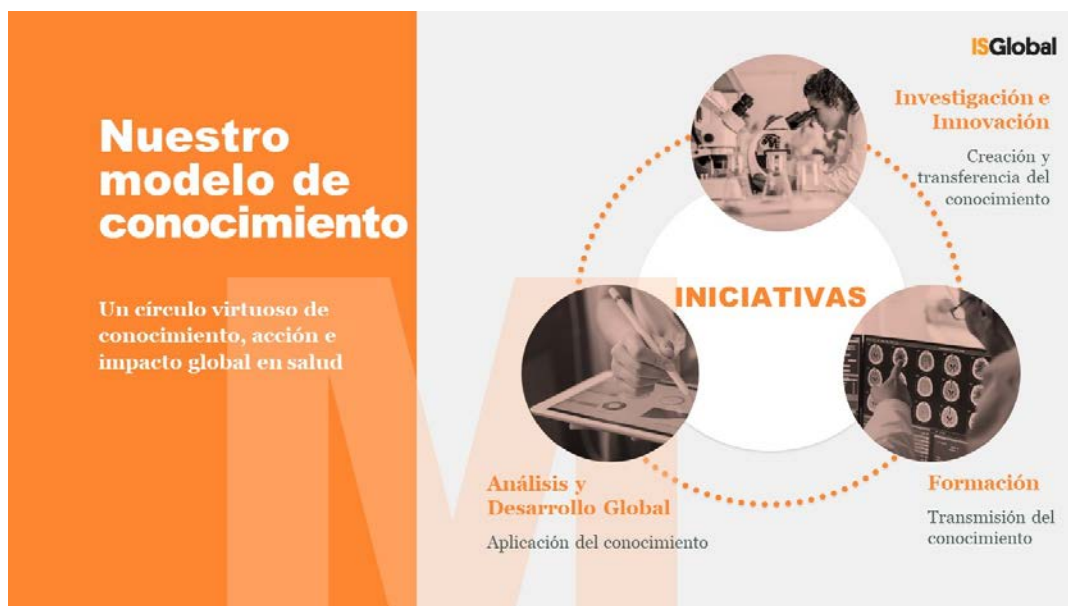 Nuestro
modelo de
conocimiento
Un círculo virtuoso de
conocimiento, acción e
impacto global en salud
M
ISGlobal
Investigación e
Innovación
Creación y
transferencia del
conocimiento
INICIATIVAS
Análisis y
Desarrollo Global
Aplicación del conocimiento
Formación
Transmisión del
conocimiento